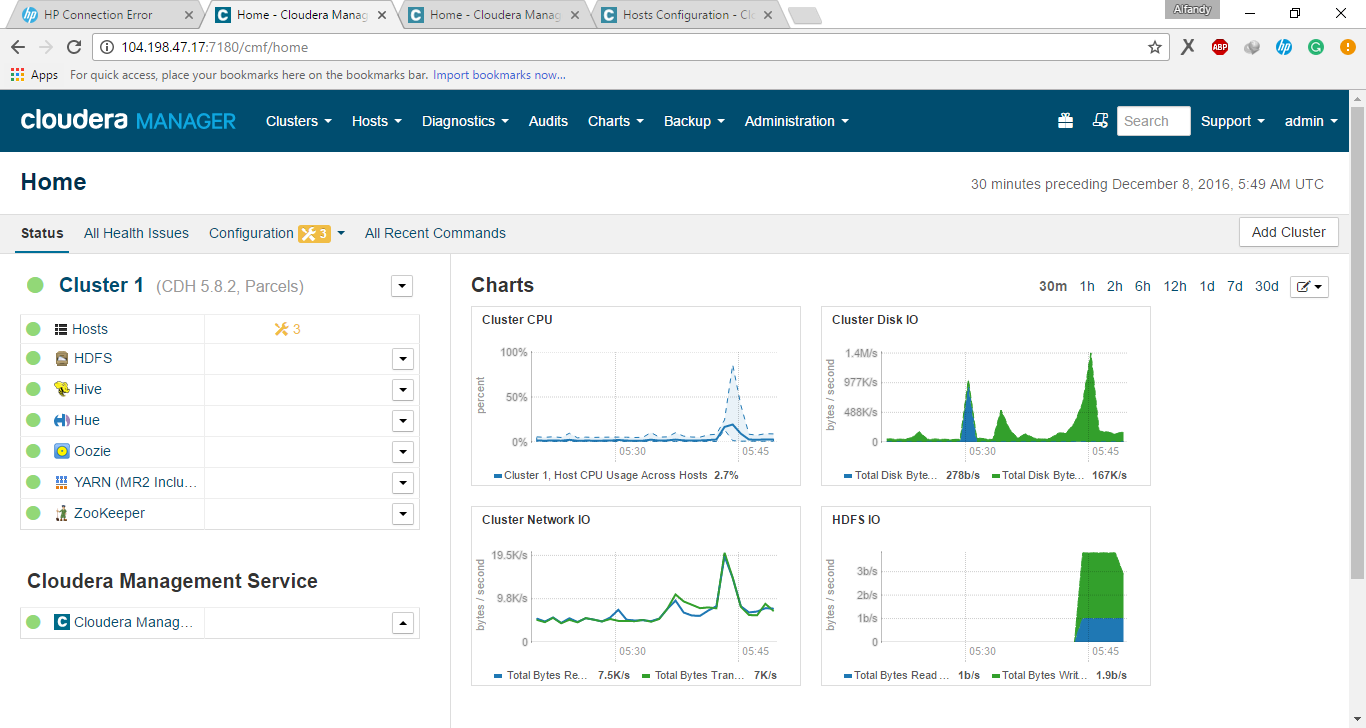 HP Connection Error
Home - Cloudera Manag
Home - Cloudera Manag
Hosts Configuration - Clo
Alfandy
104.198.47.17:7180/cmf/home
ABP
Apps For quick access, place your bookmarks here on the bookmarks bar. Import bookmarks now...
cloudera MANAGER Clusters Hosts Diagnostics Audits Charts Backup Administration Search Support admin
Home
30 minutes preceding December 8, 2016, 5:49 AM UTC
Status All Health Issues Configuration 3 All Recent Commands Add Cluster
Cluster 1 (CDH 5.8.2, Parcels)
Hosts 3
HDFS
Hive
Hue
Oozie
YARN (MR2 Inclu...
ZooKeeper
Cloudera Management Service
Cloudera Manag...
Charts 30m 1h 2h 6h 12h 1d 7d 30d
Cluster CPU
percent
100%
50%
0%
05:30 05:45
Cluster 1, Host CPU Usage Across Hosts 2.7%
Cluster Disk IO
bytes / second
1.4M/s
977K/s
488K/s
0
05:30 05:45
Total Disk Byte... 278b/s Total Disk Byte... 167K/s
Cluster Network IO
bytes / second
19.5K/s
9.8K/s
0
05:30 05:45
Total Bytes Re... 7.5K/s Total Bytes Tran... 7K/s
HDFS IO
bytes / second
3b/s
2b/s
1b/s
0
05:30 05:45
Total Bytes Read ... 1b/s Total Bytes Writ... 1.9b/s